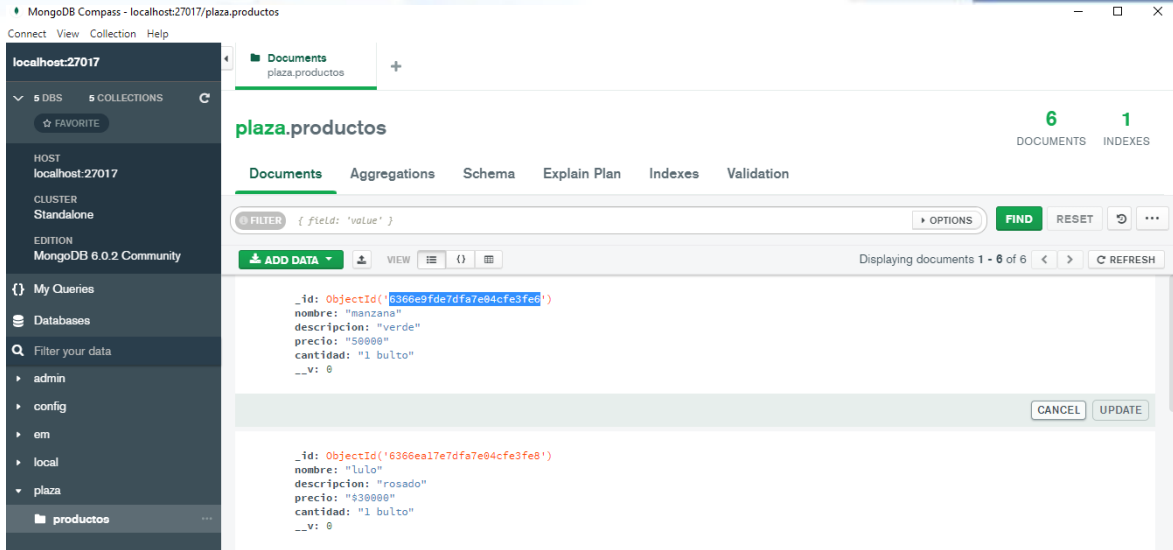 MongoDB Compass - localhost:27017/plaza.productos
Connect View Collection Help
localhost:27017
5 DBS 5 COLLECTIONS
FAVORITE
HOST
localhost:27017
CLUSTER
Standalone
EDITION
MongoDB 6.0.2 Community
{} My Queries
Databases
Filter your data
admin
config
em
local
plaza
productos
Documents
plaza.productos
plaza.productos
6
DOCUMENTS
1
INDEXES
Documents Aggregations Schema Explain Plan Indexes Validation
FILTER { field: 'value' }
OPTIONS
FIND
RESET
ADD DATA
VIEW
{}
Displaying documents 1 - 6 of 6
REFRESH
_id: ObjectId('6366e9fde7dfa7e04cfe3fe6')
nombre: "manzana"
descripcion: "verde"
precio: "50000"
cantidad: "1 bulto"
__v: 0
CANCEL
UPDATE
_id: ObjectId('6366ea17e7dfa7e04cfe3fe8')
nombre: "lulo"
descripcion: "rosado"
precio: "$30000"
cantidad: "1 bulto"
__v: 0